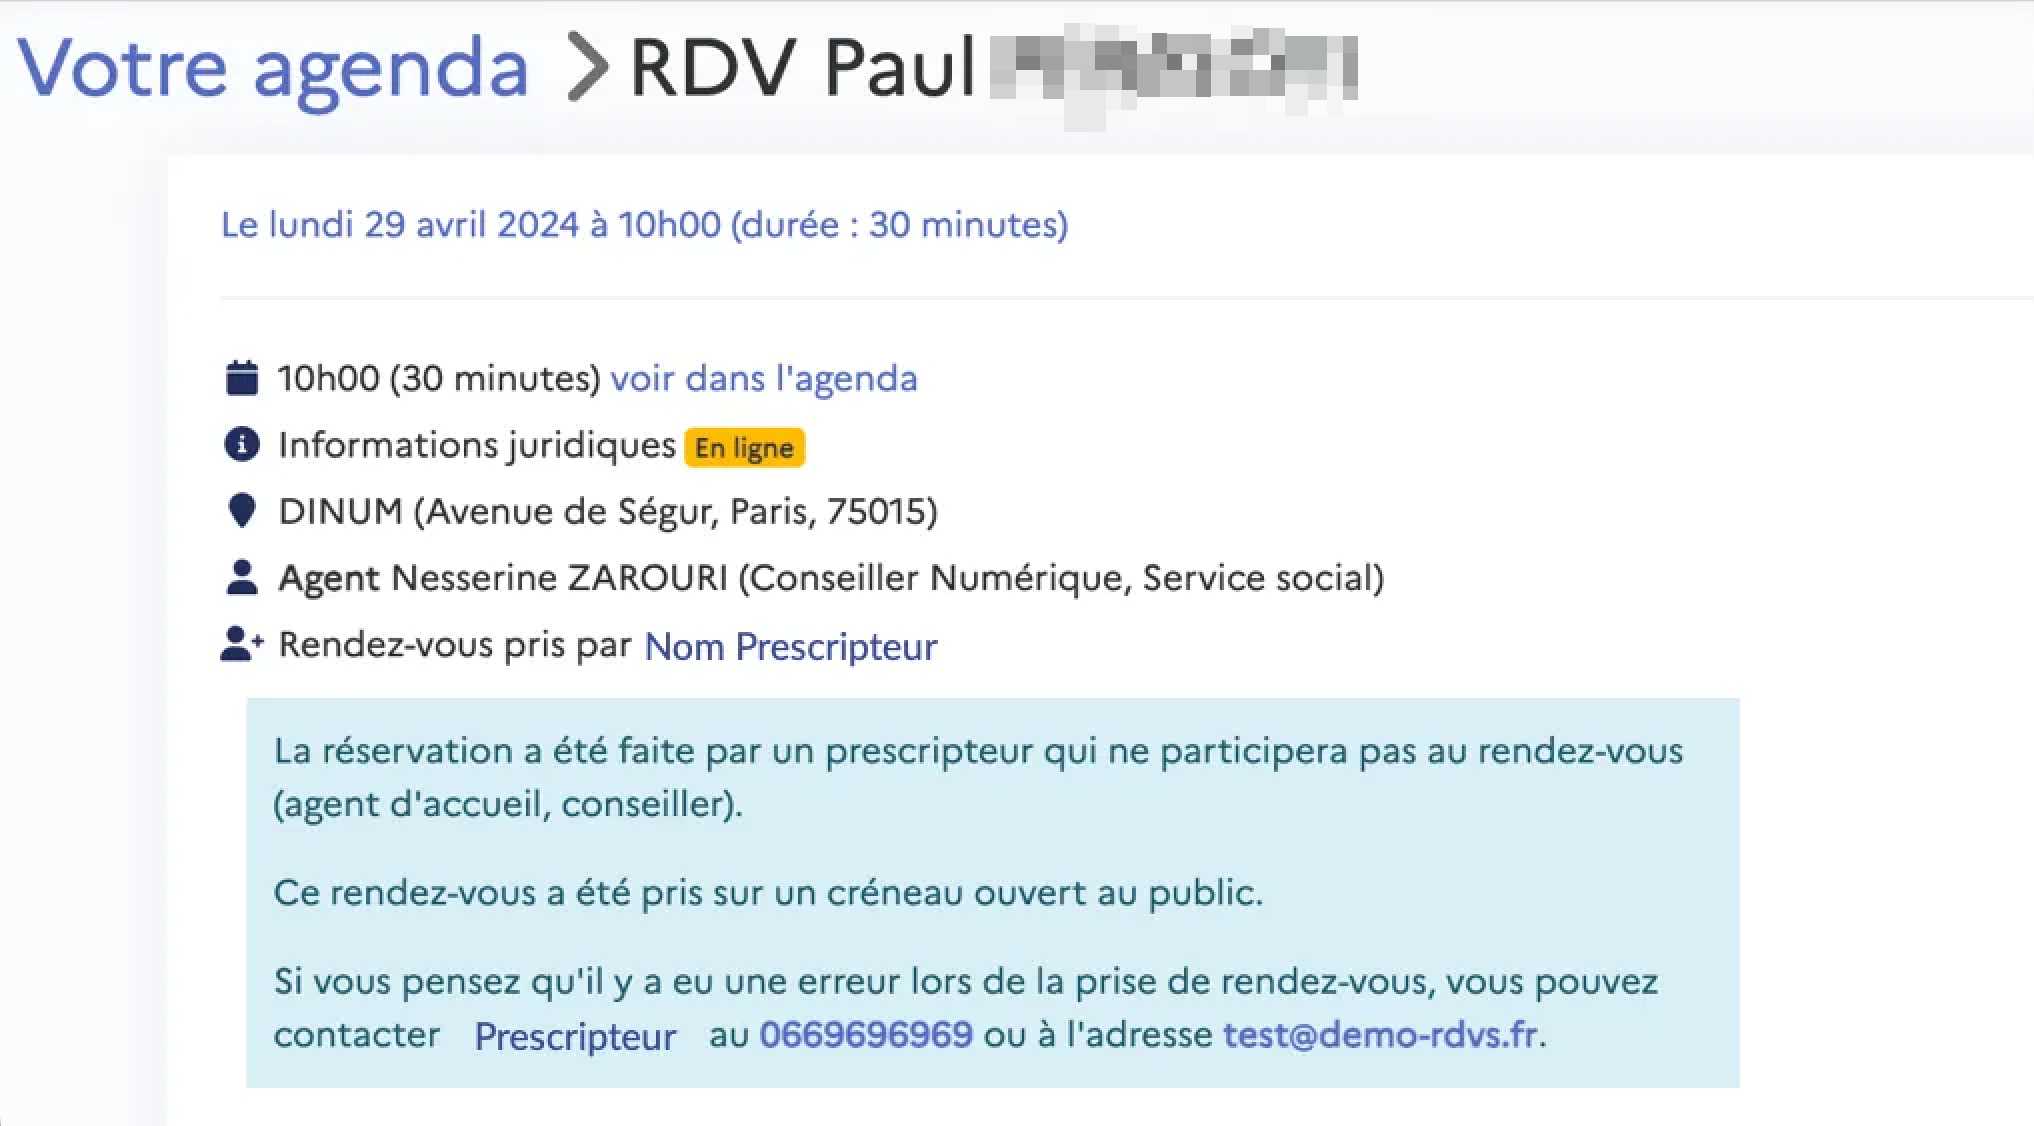 Votre agenda > RDV Paul
Le lundi 29 avril 2024 à 10h00 (durée : 30 minutes)
10h00 (30 minutes) voir dans l'agenda
Informations juridiques En ligne
DINUM (Avenue de Ségur, Paris, 75015)
Agent Nesserine ZAROURI (Conseiller Numérique, Service social)
Rendez-vous pris par Nom Prescripteur
La réservation a été faite par un prescripteur qui ne participera pas au rendez-vous
(agent d'accueil, conseiller).
Ce rendez-vous a été pris sur un créneau ouvert au public.
Si vous pensez qu'il y a eu une erreur lors de la prise de rendez-vous, vous pouvez
contacter Prescripteur au 0669696969 ou à l'adresse test@demo-rdvs.fr.